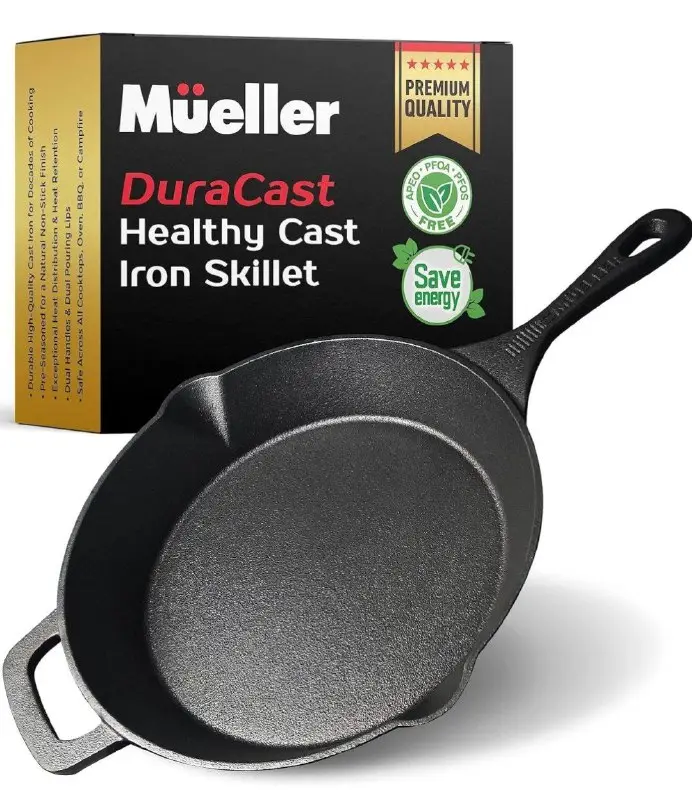 Müeller
DuraCast
Healthy Cast
Iron Skillet
PREMIUM
QUALITY
APEO • PFOA • PFOS
FREE
Save
energy
• Durable High-Quality Cast Iron for Decades of Cooking
• Pre-Seasoned for a Natural Non-Stick Finish
• Exceptional Heat Distribution & Heat Retention
• Dual Handles & Dual Pouring Lips
• Safe Across All Cooktops, Oven, BBQ, or Campfire